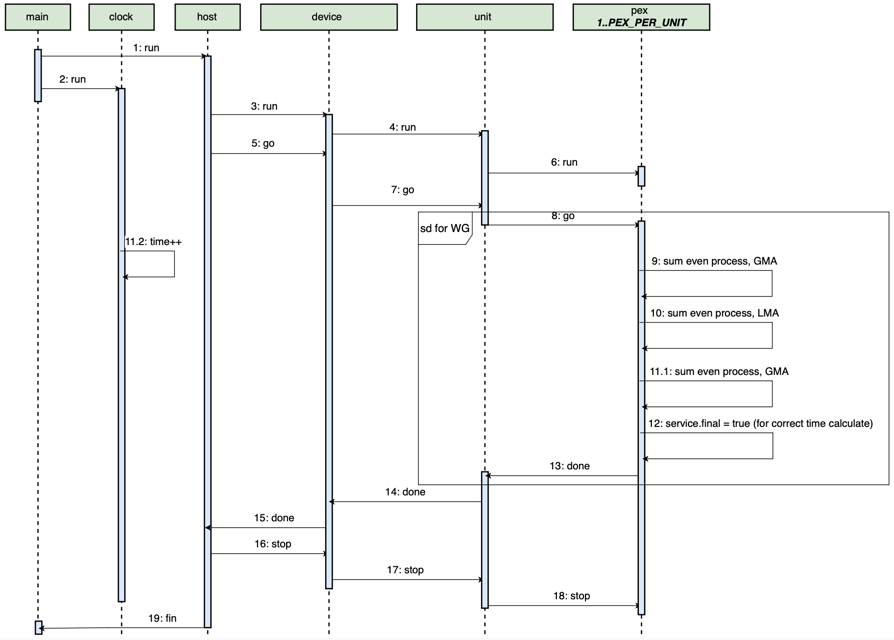 main
clock
host
device
unit
pex
1..PEX_PER_UNIT
1: run
2: run
3: run
4: run
5: go
6: run
7: go
8: go
sd for WG
11.2: time++
9: sum even process, GMA
10: sum even process, LMA
11.1: sum even process, GMA
12: service.final = true (for correct time calculate)
13: done
14: done
15: done
16: stop
17: stop
18: stop
19: fin